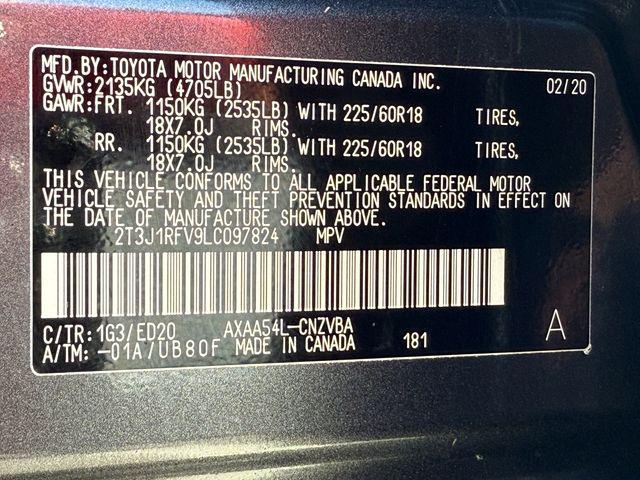 MFD.BY:TOYOTA MOTOR MANUFACTURING CANADA INC. 02/20
GVWR:2135KG (4705LB)
GAWR:FRT. 1150KG (2535LB) WITH 225/60R18 TIRES,
18X7.0J RIMS.
RR. 1150KG (2535LB) WITH 225/60R18 TIRES,
18X7.0J RIMS.
THIS VEHICLE CONFORMS TO ALL APPLICABLE FEDERAL MOTOR
VEHICLE SAFETY AND THEFT PREVENTION STANDARDS IN EFFECT ON
THE DATE OF MANUFACTURE SHOWN ABOVE.
2T3J1RFV9LC097824 MPV
C/TR:1G3/ED20 AXAA54L-CNZVBA A
A/TM:-01A/UB80F MADE IN CANADA 181